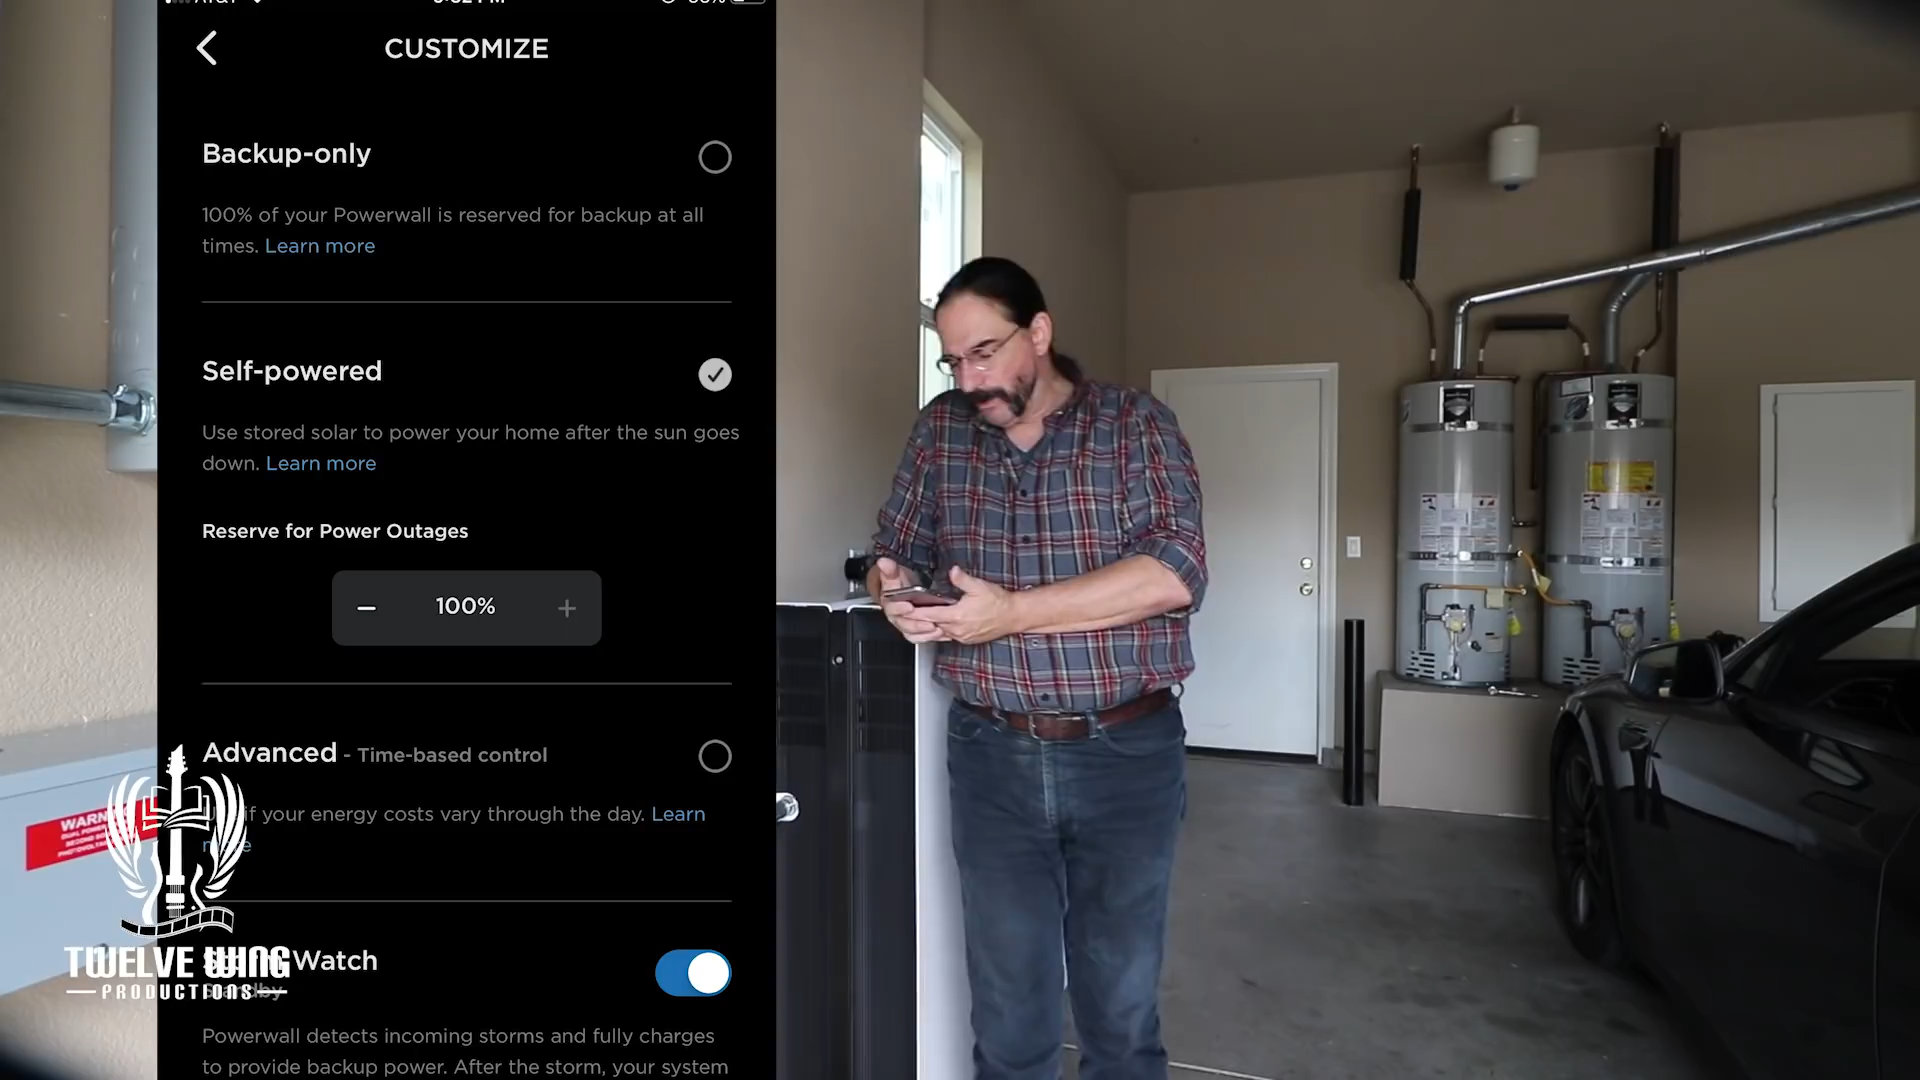 CUSTOMIZE
Backup-only
100% of your Powerwall is reserved for backup at all
times. Learn more
Self-powered
Use stored solar to power your home after the sun goes
down. Learn more
Reserve for Power Outages
− 100% +
Advanced - Time-based control
if your energy costs vary through the day. Learn
Watch
Powerwall detects incoming storms and fully charges
to provide backup power. After the storm, your system
TWELVE WING
PRODUCTIONS